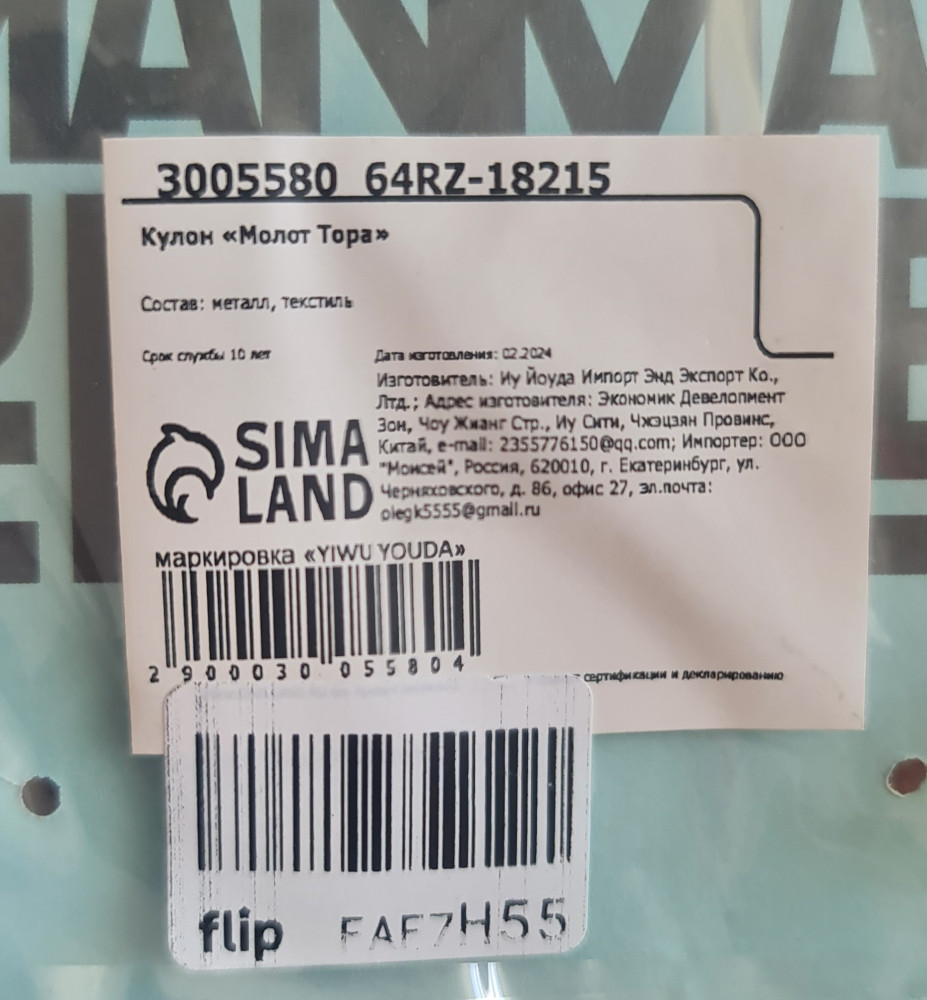 3005580 64RZ-18215
Кулон «Молот Тора»
Состав: металл, текстиль
Срок службы 10 лет
Дата изготовления: 02.2024
Изготовитель: Иу Йоуда Импорт Энд Экспорт Ко.,
Лтд.; Адрес изготовителя: Экономик Девелопмент
Зон, Чоу Жианг Стр., Иу Сити, Чжэцзян Провинс,
Китай, e-mail: 2355776150@qq.com; Импортер: ООО
"Моисей", Россия, 620010, г. Екатеринбург, ул.
Черняховского, д. 86, офис 27, эл.почта:
olegk5555@gmail.ru
SIMA
LAND
маркировка «YIWU YOUDA»
2 900030 055804
сертификации и декларированию
flip